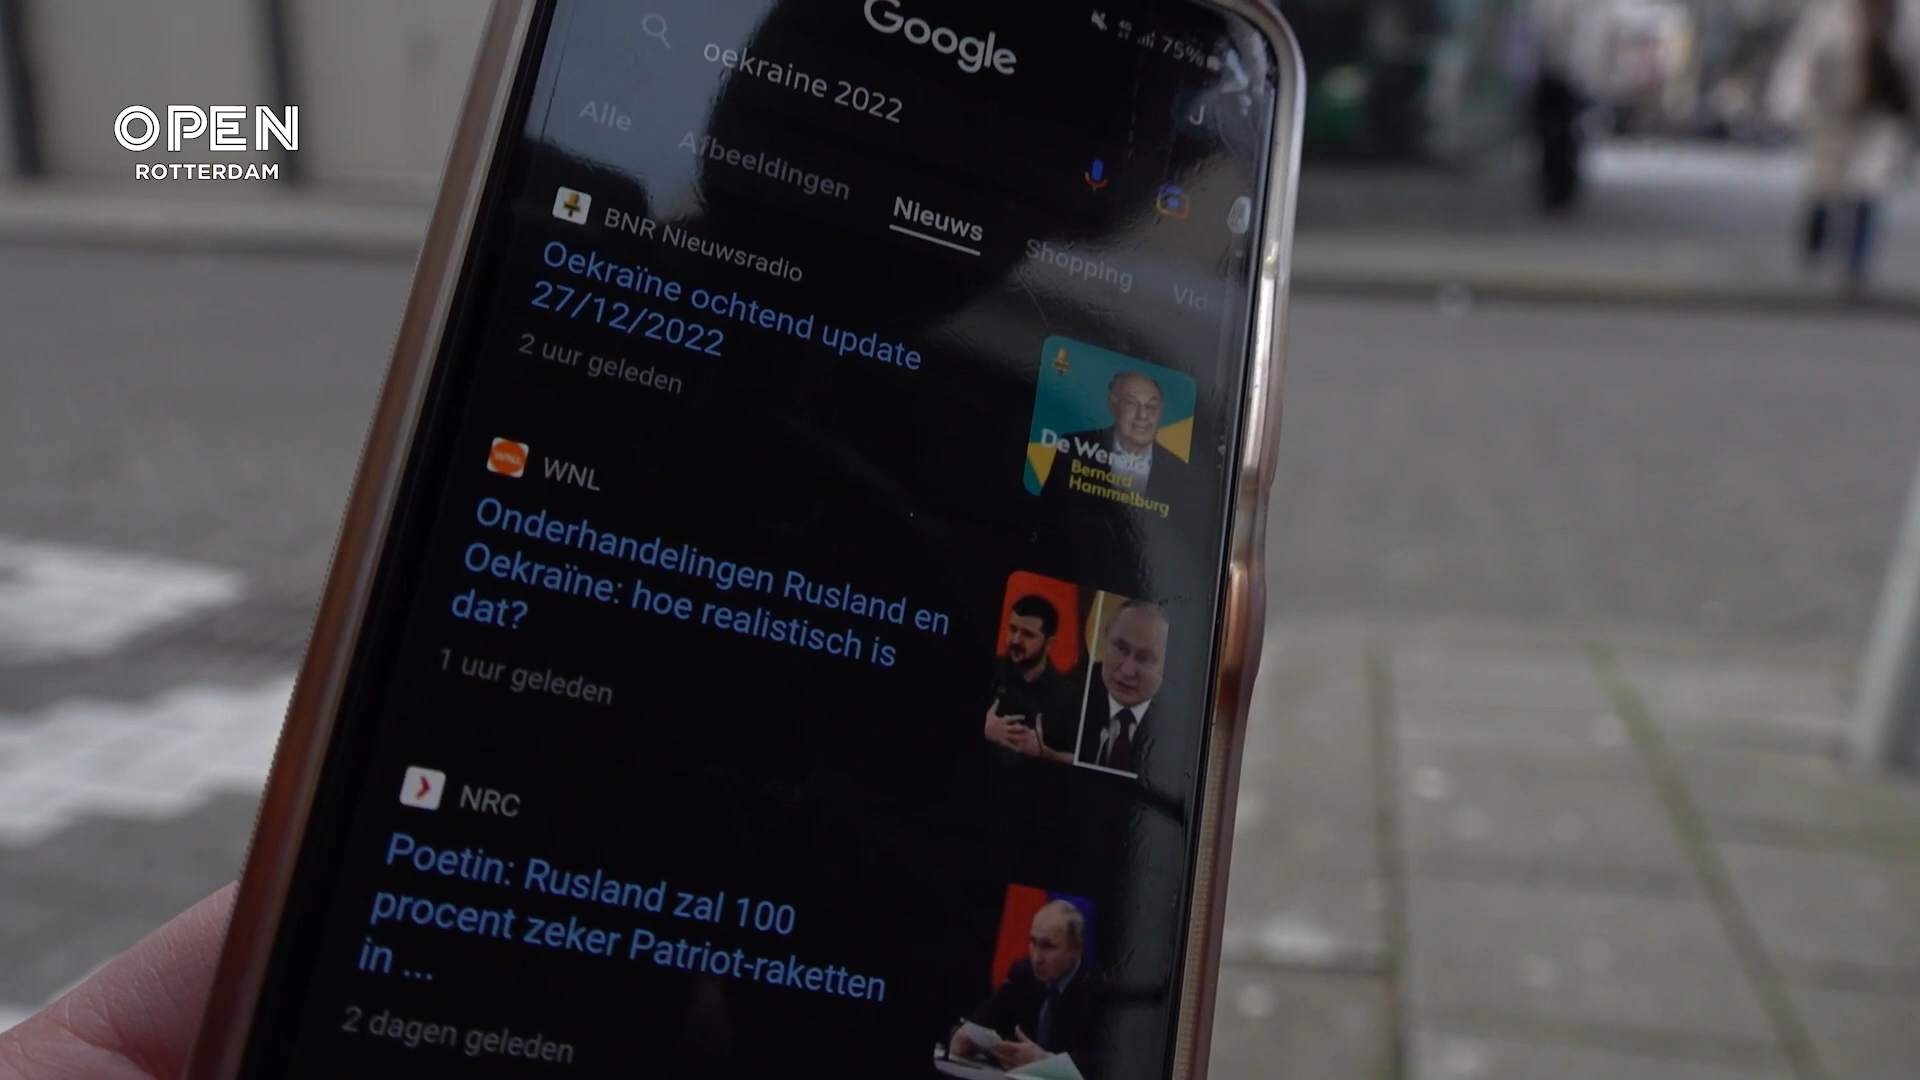 OPEN
ROTTERDAM
Google
75%
oekraine 2022
J
Alle
Afbeeldingen
Nieuws
Shopping
Vid
BNR Nieuwsradio
Oekraïne ochtend update
27/12/2022
2 uur geleden
De Wereld
Bernard
Hammelburg
WNL
Onderhandelingen Rusland en
Oekraïne: hoe realistisch is
dat?
1 uur geleden
NRC
Poetin: Rusland zal 100
procent zeker Patriot-raketten
in ...
2 dagen geleden